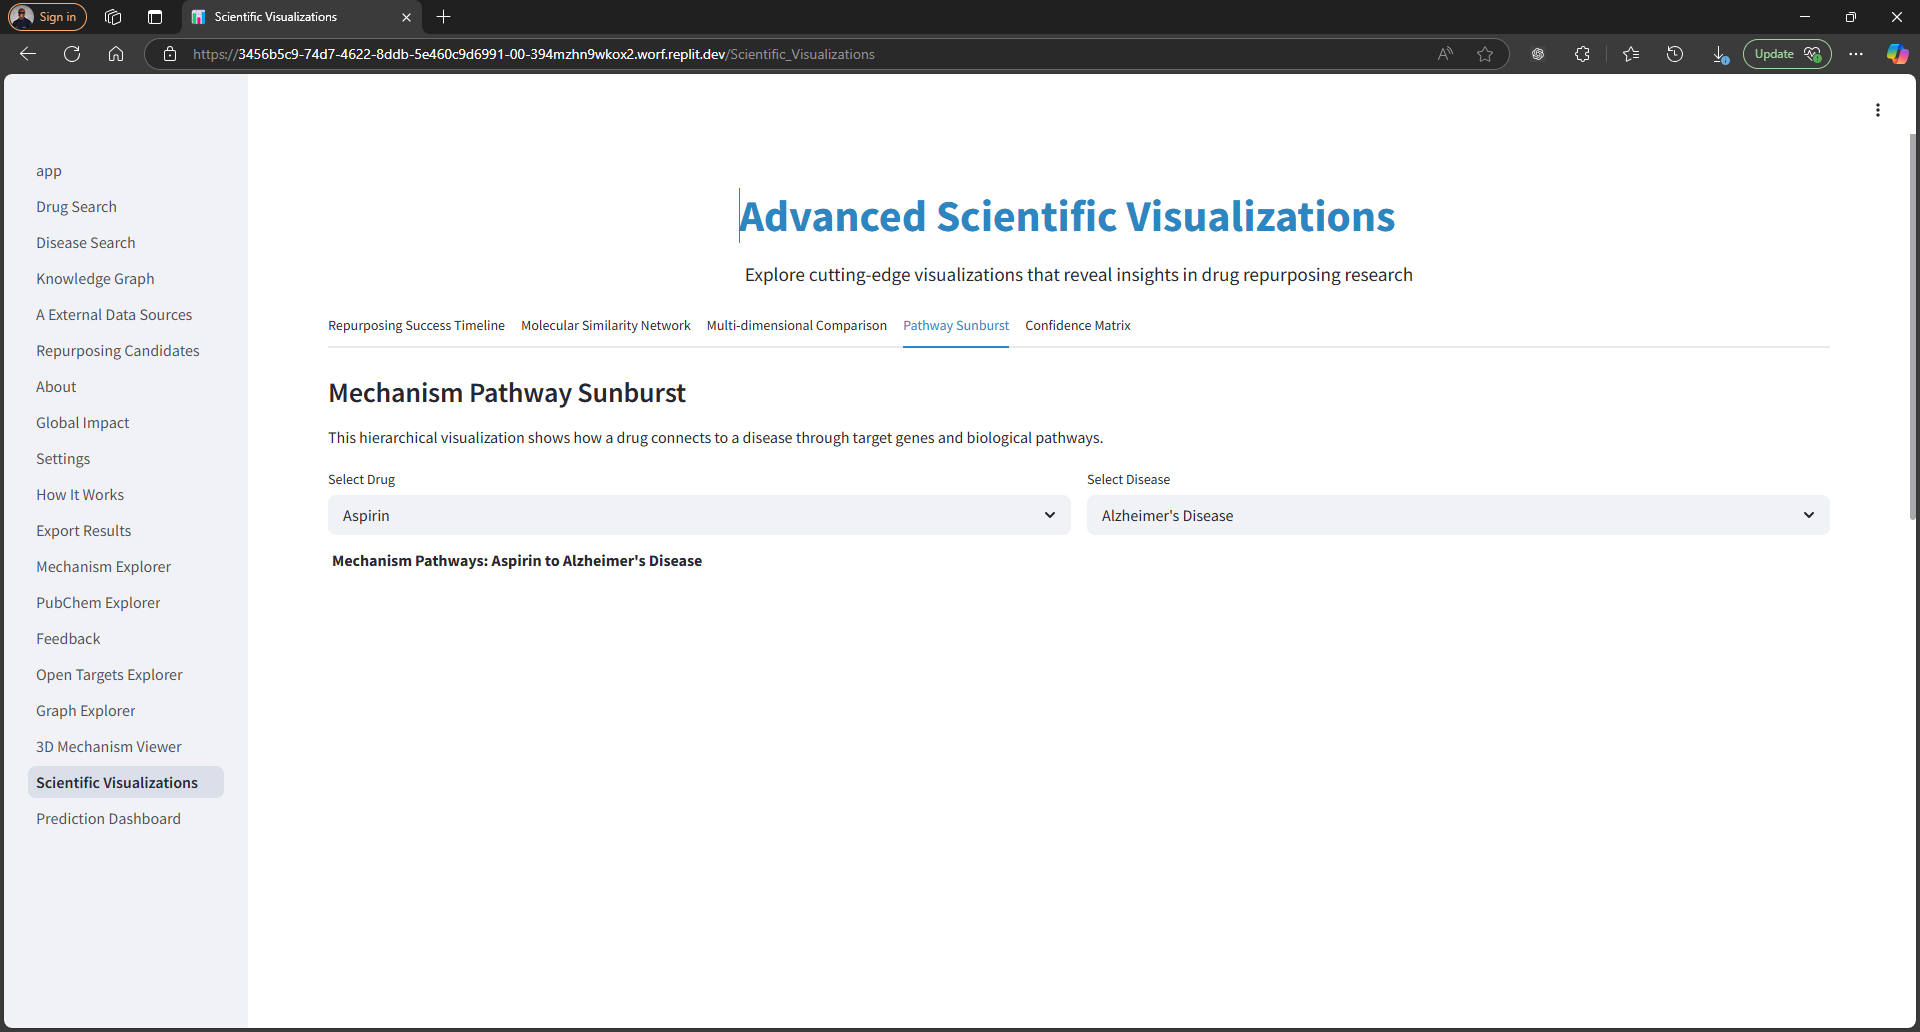 Sign in
Scientific Visualizations
https://3456b5c9-74d7-4622-8ddb-5e460c9d6991-00-394mzhn9wkox2.worf.replit.dev/Scientific_Visualizations
Update
app
Drug Search
Disease Search
Knowledge Graph
A External Data Sources
Repurposing Candidates
About
Global Impact
Settings
How It Works
Export Results
Mechanism Explorer
PubChem Explorer
Feedback
Open Targets Explorer
Graph Explorer
3D Mechanism Viewer
Scientific Visualizations
Prediction Dashboard
Advanced Scientific Visualizations
Explore cutting-edge visualizations that reveal insights in drug repurposing research
Repurposing Success Timeline Molecular Similarity Network Multi-dimensional Comparison Pathway Sunburst Confidence Matrix
Mechanism Pathway Sunburst
This hierarchical visualization shows how a drug connects to a disease through target genes and biological pathways.
Select Drug Select Disease
Aspirin Alzheimer's Disease
Mechanism Pathways: Aspirin to Alzheimer's Disease